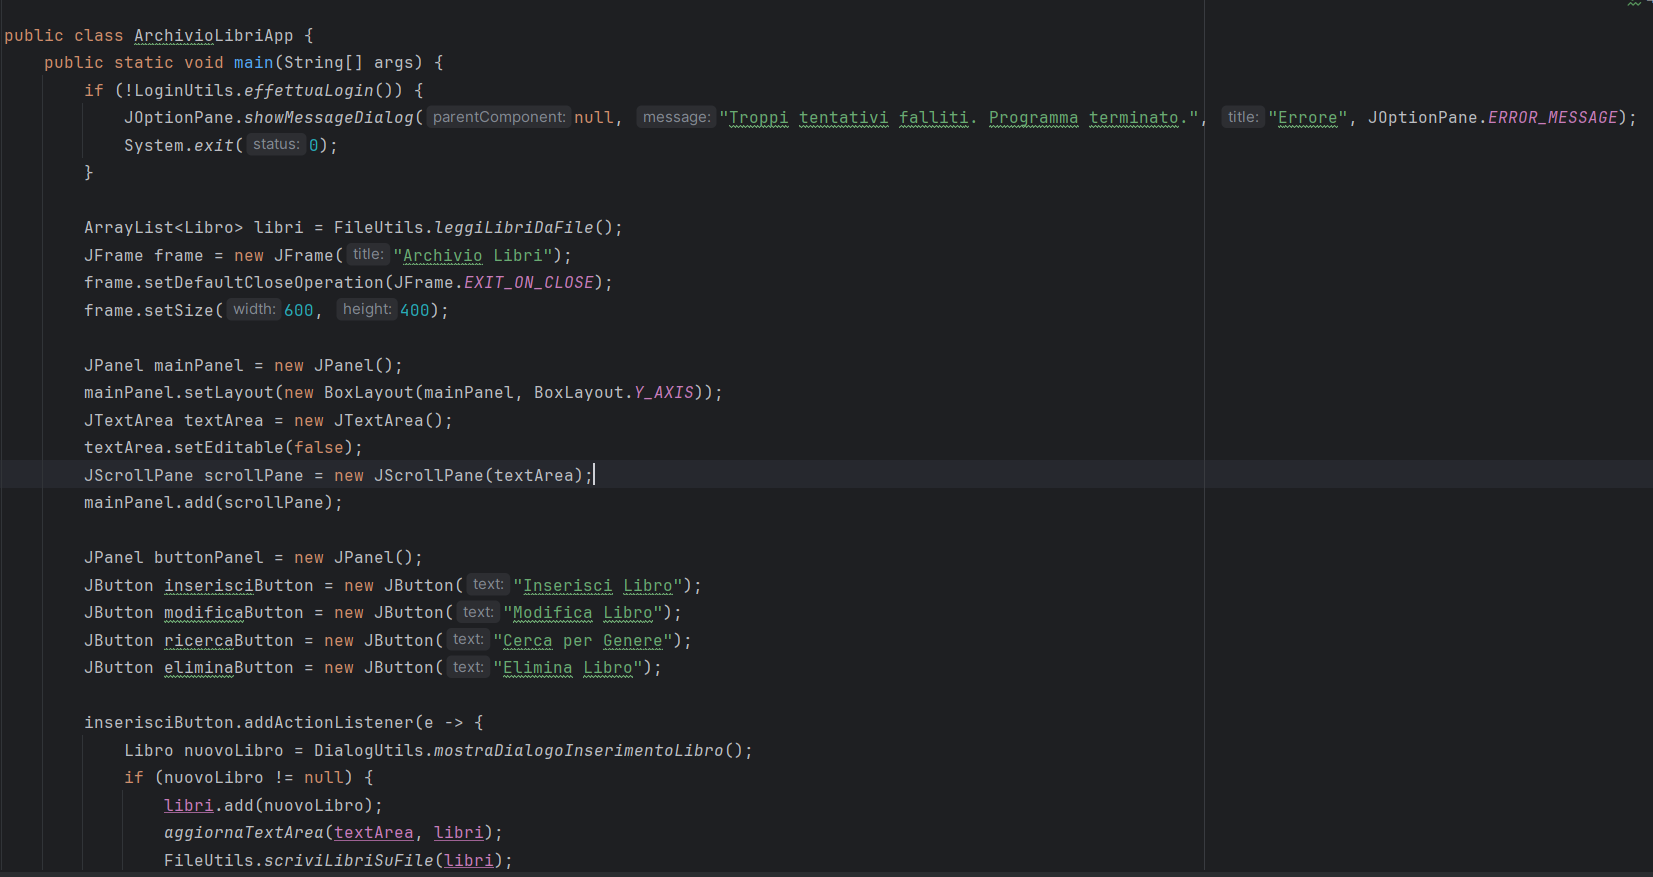 public class ArchivioLibriApp {
    public static void main(String[] args) {
        if (!LoginUtils.effettuaLogin()) {
            JOptionPane.showMessageDialog( parentComponent: null,  message: "Troppi tentativi falliti. Programma terminato.",  title: "Errore", JOptionPane.ERROR_MESSAGE);
            System.exit( status: 0);
        }
        ArrayList<Libro> libri = FileUtils.leggiLibriDaFile();
        JFrame frame = new JFrame( title: "Archivio Libri");
        frame.setDefaultCloseOperation(JFrame.EXIT_ON_CLOSE);
        frame.setSize( width: 600,  height: 400);
        JPanel mainPanel = new JPanel();
        mainPanel.setLayout(new BoxLayout(mainPanel, BoxLayout.Y_AXIS));
        JTextArea textArea = new JTextArea();
        textArea.setEditable(false);
        JScrollPane scrollPane = new JScrollPane(textArea);
        mainPanel.add(scrollPane);
        JPanel buttonPanel = new JPanel();
        JButton inserisciButton = new JButton( text: "Inserisci Libro");
        JButton modificaButton = new JButton( text: "Modifica Libro");
        JButton ricercaButton = new JButton( text: "Cerca per Genere");
        JButton eliminaButton = new JButton( text: "Elimina Libro");
        inserisciButton.addActionListener(e -> {
            Libro nuovoLibro = DialogUtils.mostraDialogoInserimentoLibro();
            if (nuovoLibro != null) {
                libri.add(nuovoLibro);
                aggiornaTextArea(textArea, libri);
                FileUtils.scriviLibriSuFile(libri);